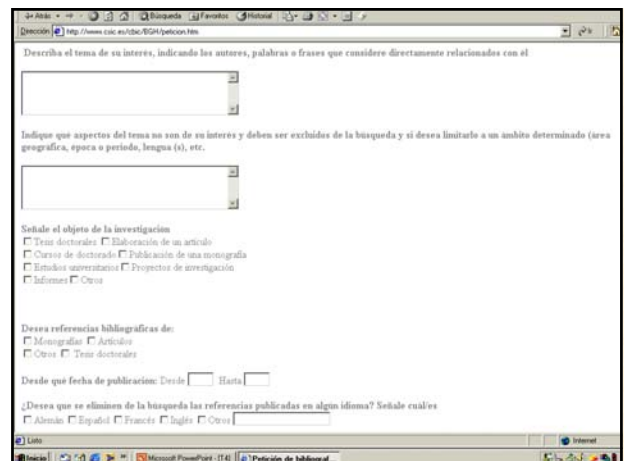 Atrás Búsqueda Favoritos Historial
Dirección http://www.csic.es/cbic/BGH/peticion.htm
Describa el tema de su interés, indicando los autores, palabras o frases que considere directamente relacionados con él
Indique qué aspectos del tema no son de su interés y deben ser excluidos de la búsqueda y si desea limitarlo a un ámbito determinado (área
geográfica, época o periodo, lengua (s), etc.
Señale el objeto de la investigación
Tesis doctorales Elaboración de un artículo
Cursos de doctorado Publicación de una monografía
Estudios universitarios Proyectos de investigación
Informes Otros
Desea referencias bibliográficas de:
Monografías Artículos
Otros Tesis doctorales
Desde qué fecha de publicación: Desde Hasta
¿Desea que se eliminen de la búsqueda las referencias publicadas en algún idioma? Señale cuál/es
Alemán Español Francés Inglés Otros
Listo Internet
Inicio Microsoft PowerPoint - [T4] Petición de bibliograf...